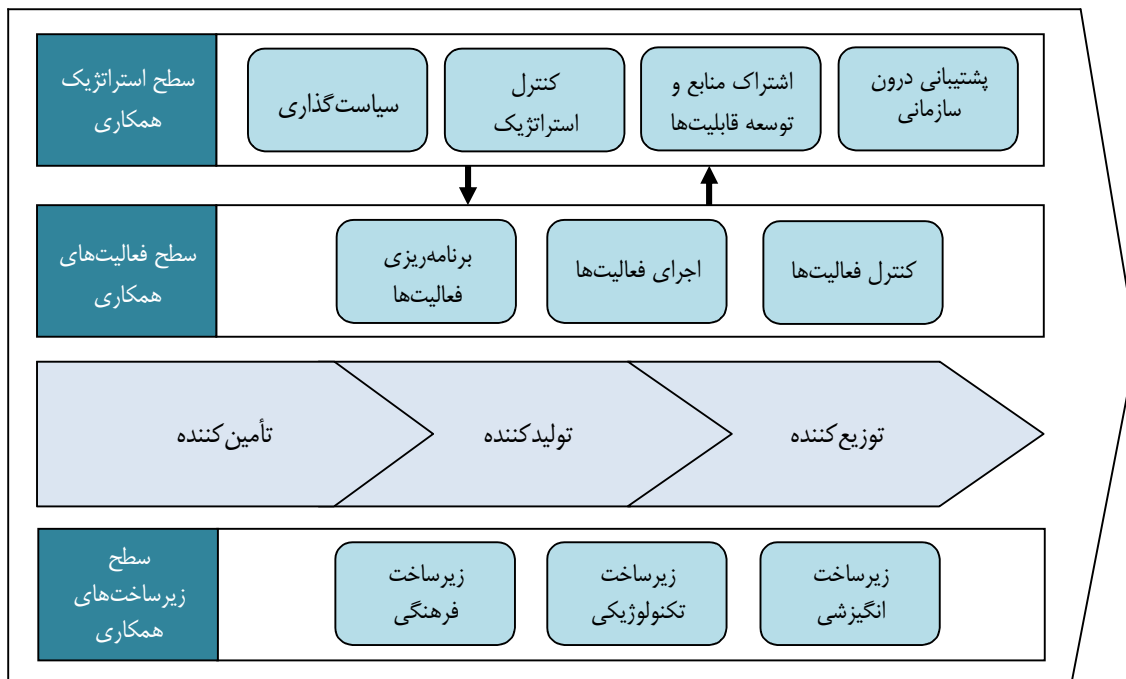 سطح استراتژیک
همکاری
سیاست‌گذاری
کنترل
استراتژیک
اشتراک منابع و
توسعه قابلیت‌ها
پشتیبانی درون
سازمانی
سطح فعالیت‌های
همکاری
برنامه‌ریزی
فعالیت‌ها
اجرای فعالیت‌ها
کنترل فعالیت‌ها
تأمین‌کننده
تولیدکننده
توزیع‌کننده
سطح
زیرساخت‌های
همکاری
زیرساخت
فرهنگی
زیرساخت
تکنولوژیکی
زیرساخت
انگیزشی